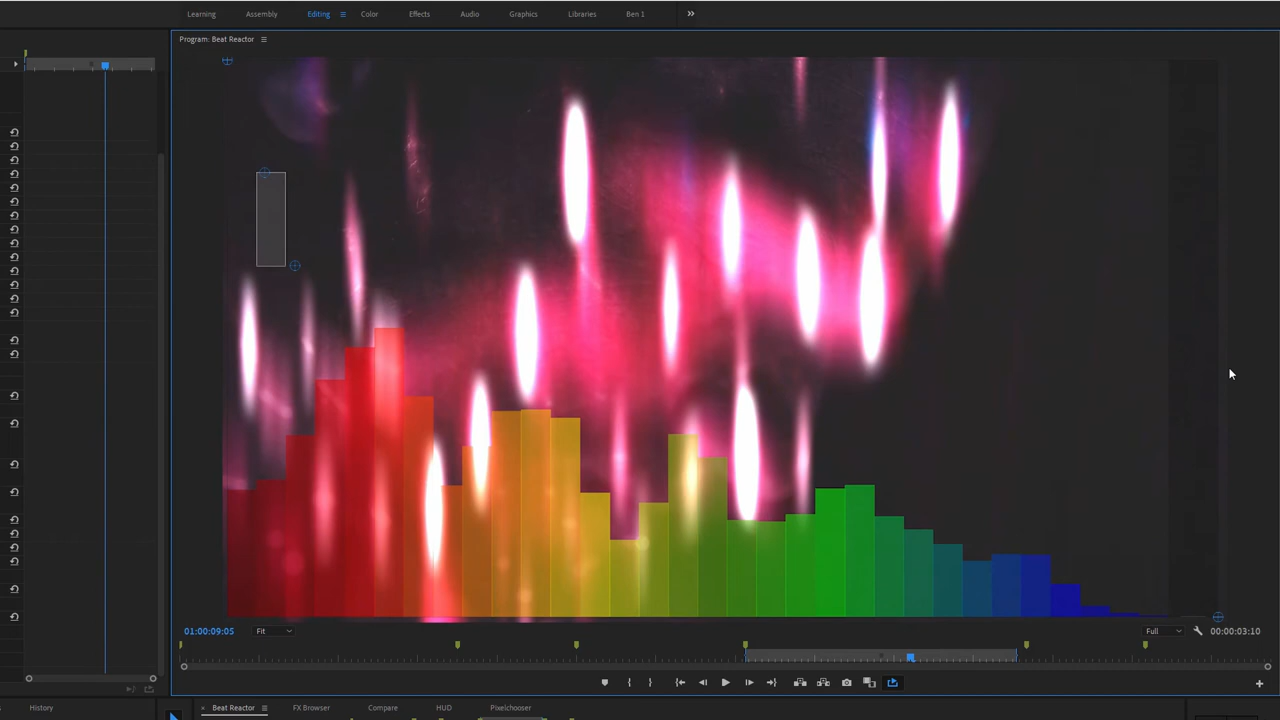 Learning Assembly Editing Color Effects Audio Graphics Libraries Ben 1
Program: Beat Reactor
01:00:09:05 Fit Full 00:00:03:10
History Beat Reactor FX Browser Compare HUD Pixelchooser